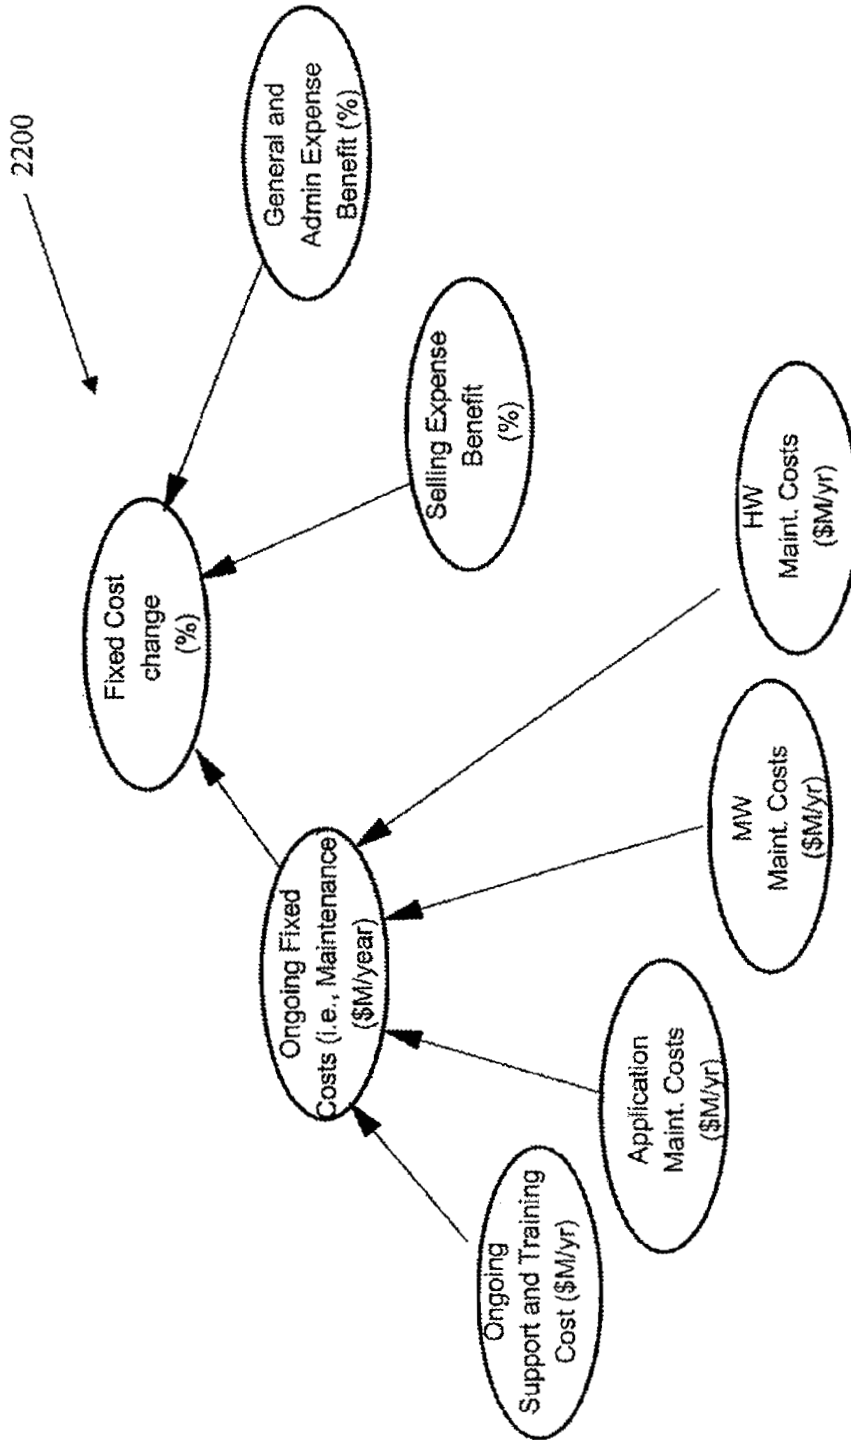 2200
Fixed Cost
change
(%)
General and
Admin Expense
Benefit (%)
Selling Expense
Benefit
(%)
Ongoing Fixed
Costs (i.e., Maintenance
($M/year)
Ongoing
Support and Training
Cost ($M/yr)
Application
Maint. Costs
($M/yr)
MW
Maint. Costs
($M/yr)
HW
Maint. Costs
($M/yr)